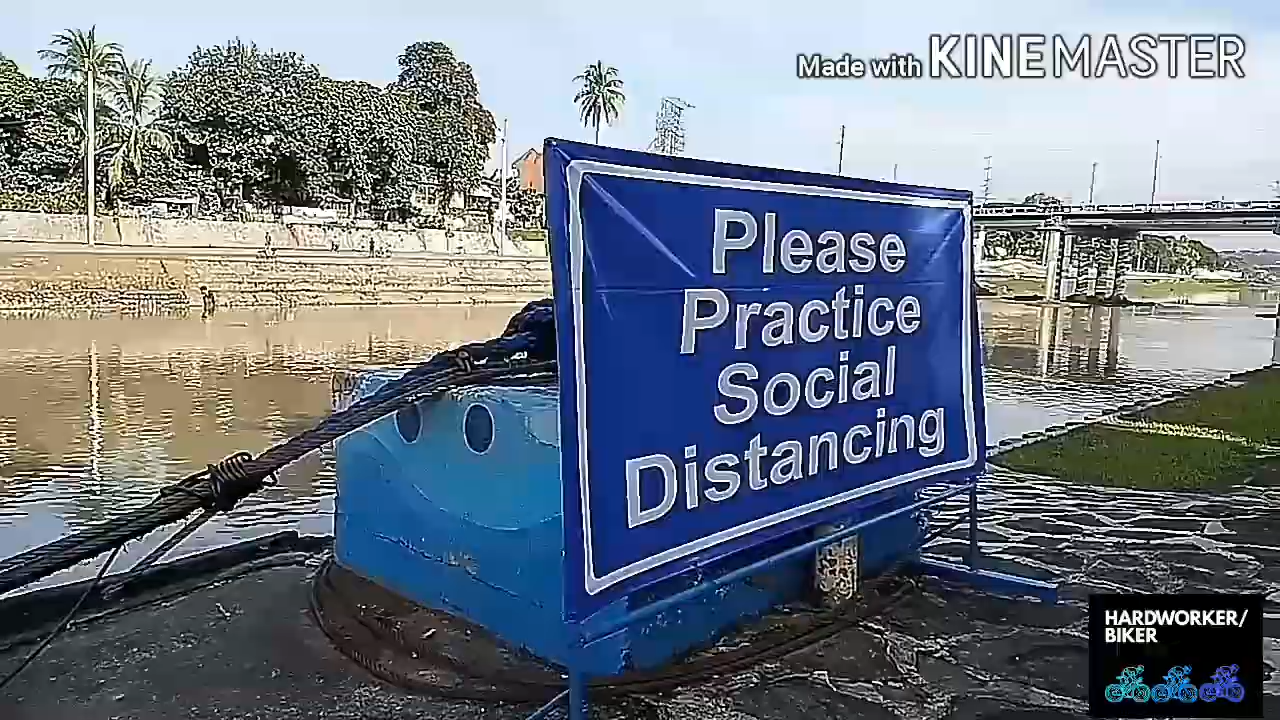 Made with KINEMASTER
Please
Practice
Social
Distancing
HARDWORKER/
BIKER